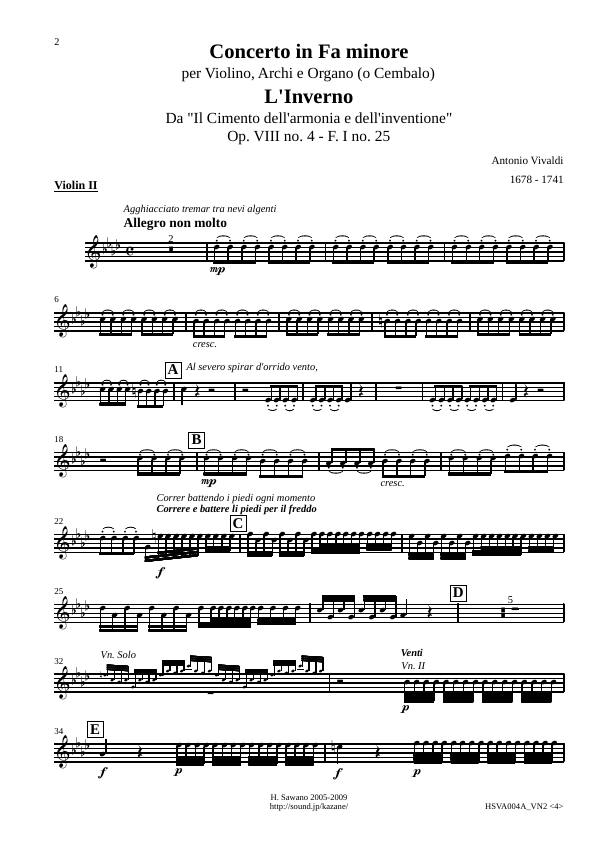 2
Concerto in Fa minore
per Violino, Archi e Organo (o Cembalo)
L'Inverno
Da "Il Cimento dell'armonia e dell'inventione"
Op. VIII no. 4 - F. I no. 25
Antonio Vivaldi
1678 - 1741
Violin II
Agghiacciato tremar tra nevi algenti
Allegro non molto
2
mp
6
cresc.
11
A
Al severo spirar d'orrido vento,
18
B
mp
cresc.
Correr battendo i piedi ogni momento
Correre e battere li piedi per il freddo
22
C
f
25
D
5
32
Vn. Solo
Venti
Vn. II
p
34
E
f
p
f
p
H. Sawano 2005-2009
http://sound.jp/kazane/
HSVA004A_VN2 <4>